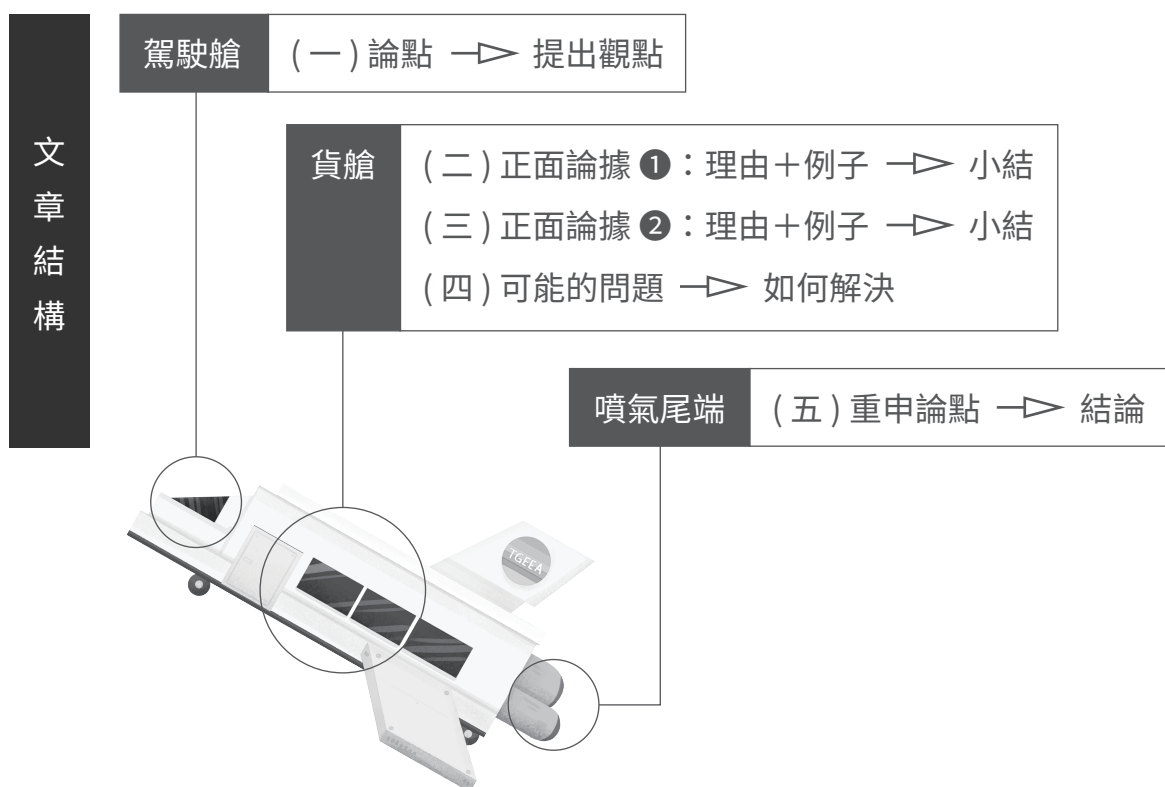 文章結構
駕駛艙 (一)論點 → 提出觀點
貨艙 (二)正面論據❶：理由＋例子 → 小結
(三)正面論據❷：理由＋例子 → 小結
(四)可能的問題 → 如何解決
噴氣尾端 (五)重申論點 → 結論
TGEEA